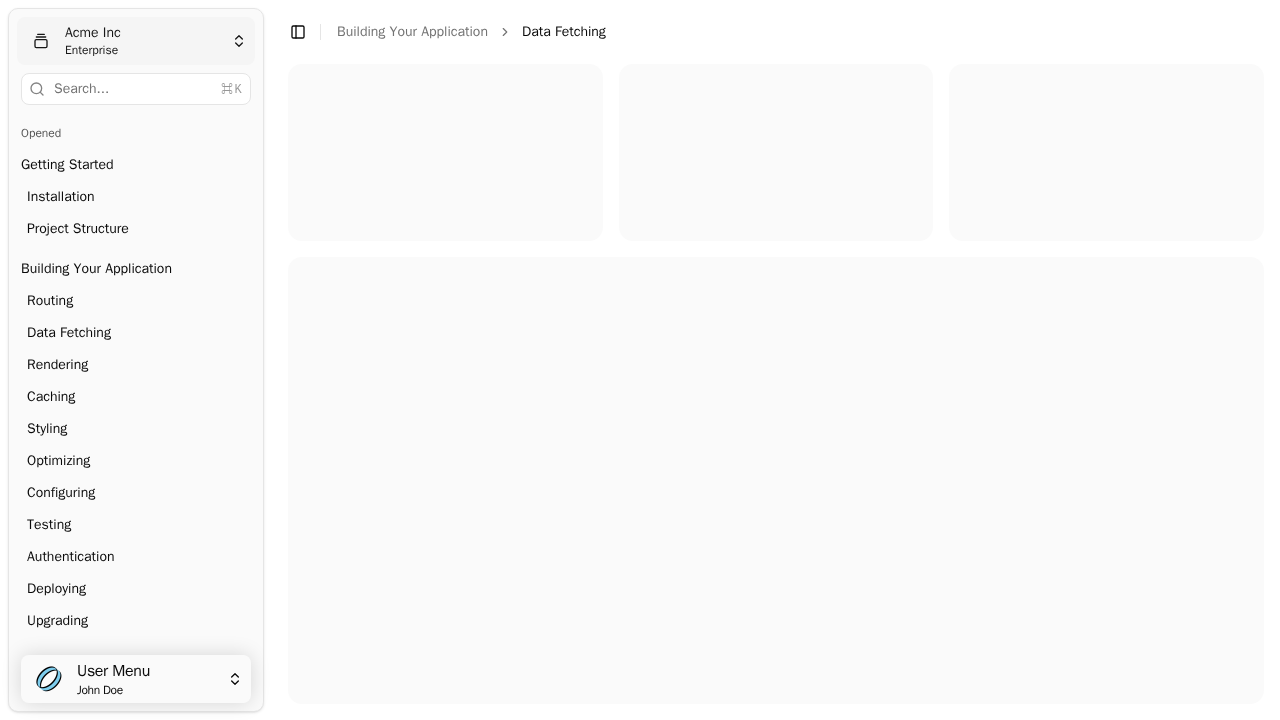 Acme Inc
Enterprise
Search...
⌘K
Opened
Getting Started
Installation
Project Structure
Building Your Application
Routing
Data Fetching
Rendering
Caching
Styling
Optimizing
Configuring
Testing
Authentication
Deploying
Upgrading
User Menu
John Doe
Building Your Application > Data Fetching